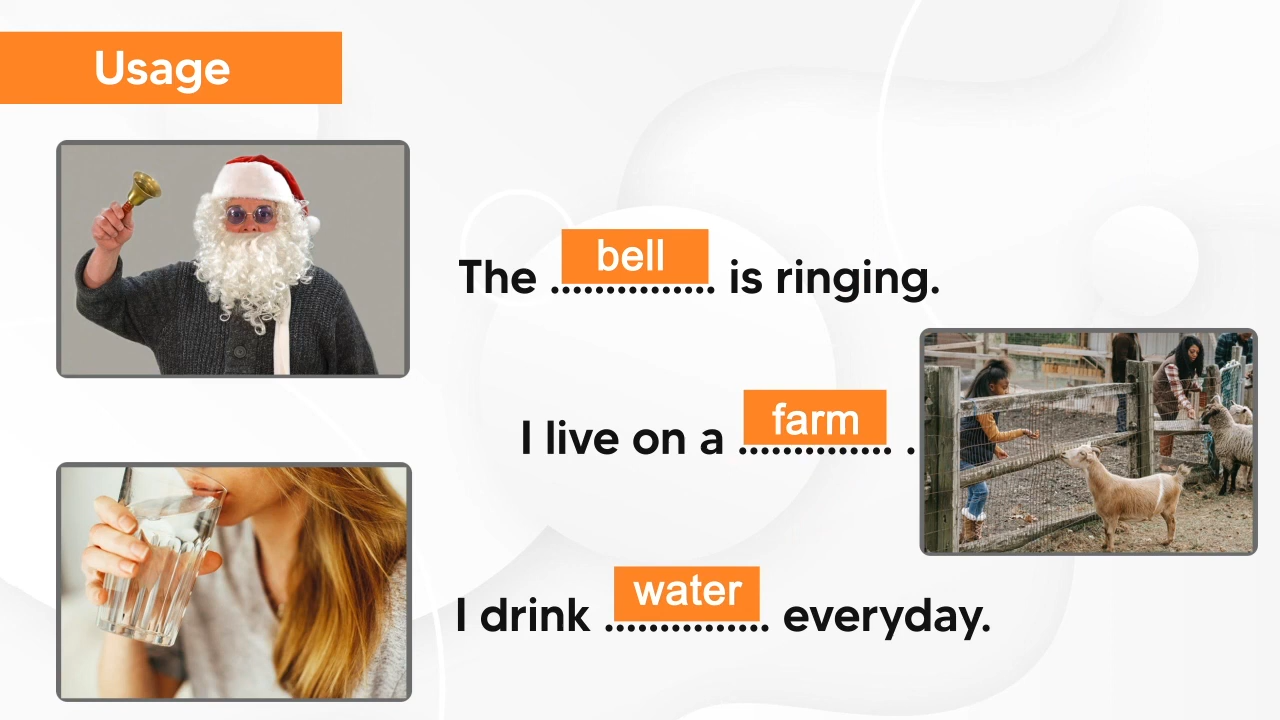 Usage
The bell is ringing.
I live on a farm .
I drink water everyday.